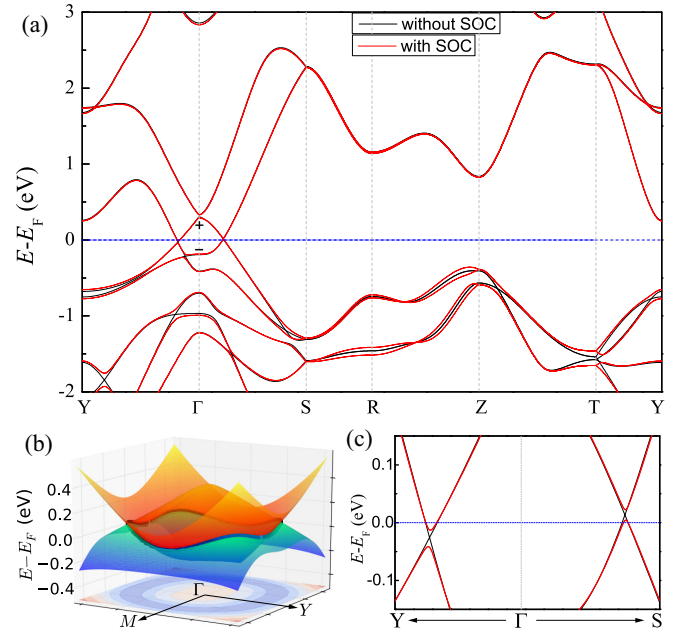 (a)
without SOC
with SOC
E-E_F (eV)
3
2
1
0
-1
-2
+
−
Y Γ S R Z T Y
(b)
E−E_F (eV)
0.4
0.2
0.0
−0.2
−0.4
Γ
M
Y
(c)
E-E_F (eV)
0.1
0.0
-0.1
Y Γ S